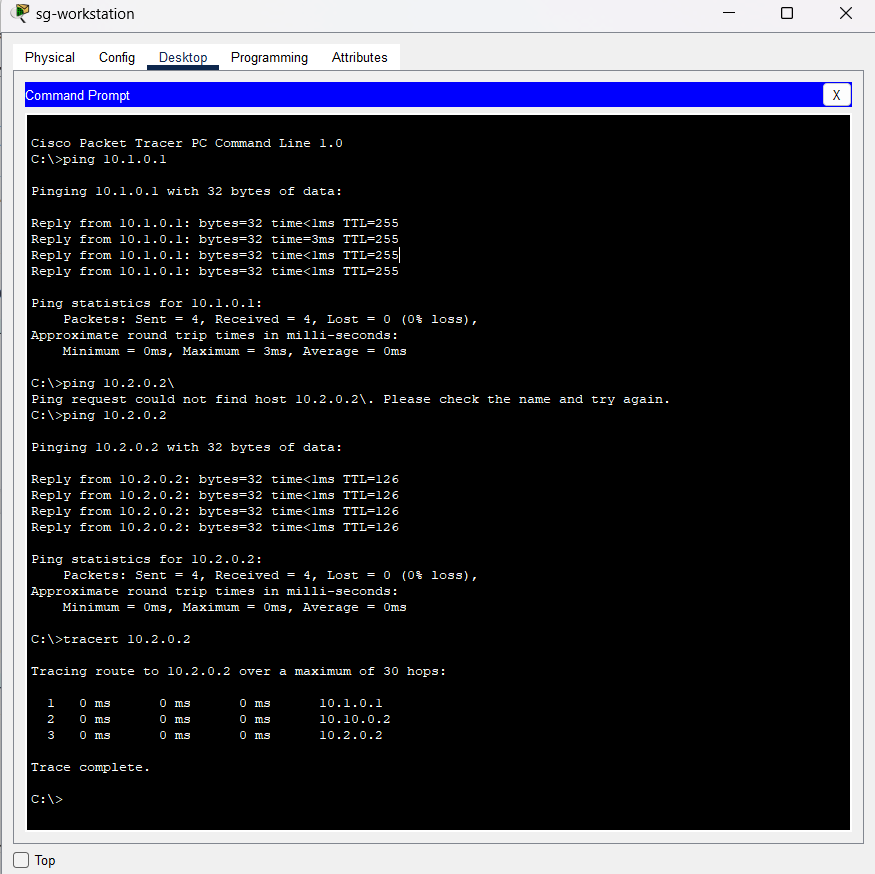 sg-workstation
Physical Config Desktop Programming Attributes
Command Prompt X
Cisco Packet Tracer PC Command Line 1.0
C:\>ping 10.1.0.1
Pinging 10.1.0.1 with 32 bytes of data:
Reply from 10.1.0.1: bytes=32 time<1ms TTL=255
Reply from 10.1.0.1: bytes=32 time=3ms TTL=255
Reply from 10.1.0.1: bytes=32 time<1ms TTL=255
Reply from 10.1.0.1: bytes=32 time<1ms TTL=255
Ping statistics for 10.1.0.1:
Packets: Sent = 4, Received = 4, Lost = 0 (0% loss),
Approximate round trip times in milli-seconds:
Minimum = 0ms, Maximum = 3ms, Average = 0ms
C:\>ping 10.2.0.2\
Ping request could not find host 10.2.0.2\. Please check the name and try again.
C:\>ping 10.2.0.2
Pinging 10.2.0.2 with 32 bytes of data:
Reply from 10.2.0.2: bytes=32 time<1ms TTL=126
Reply from 10.2.0.2: bytes=32 time<1ms TTL=126
Reply from 10.2.0.2: bytes=32 time<1ms TTL=126
Reply from 10.2.0.2: bytes=32 time<1ms TTL=126
Ping statistics for 10.2.0.2:
Packets: Sent = 4, Received = 4, Lost = 0 (0% loss),
Approximate round trip times in milli-seconds:
Minimum = 0ms, Maximum = 0ms, Average = 0ms
C:\>tracert 10.2.0.2
Tracing route to 10.2.0.2 over a maximum of 30 hops:
1 0 ms 0 ms 0 ms 10.1.0.1
2 0 ms 0 ms 0 ms 10.10.0.2
3 0 ms 0 ms 0 ms 10.2.0.2
Trace complete.
C:\>
Top